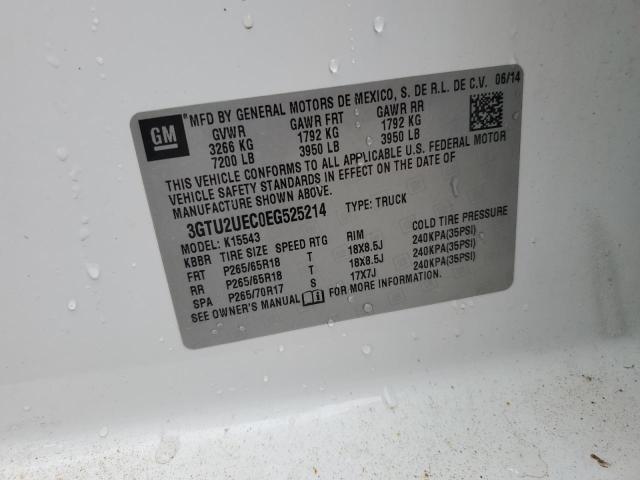 MFD BY GENERAL MOTORS DE MEXICO, S. DE R.L. DE C.V. 06/14
GM
GVWR GAWR FRT GAWR RR
3266 KG 1792 KG 1792 KG
7200 LB 3950 LB 3950 LB
THIS VEHICLE CONFORMS TO ALL APPLICABLE U.S. FEDERAL MOTOR
VEHICLE SAFETY STANDARDS IN EFFECT ON THE DATE OF
MANUFACTURE SHOWN ABOVE.
3GTU2UEC0EG525214 TYPE: TRUCK
MODEL: K15543
KBBR TIRE SIZE SPEED RTG RIM COLD TIRE PRESSURE
FRT P265/65R18 T 18X8.5J 240KPA(35PSI)
RR P265/65R18 T 18X8.5J 240KPA(35PSI)
SPA P265/70R17 S 17X7J 240KPA(35PSI)
SEE OWNER'S MANUAL FOR MORE INFORMATION.